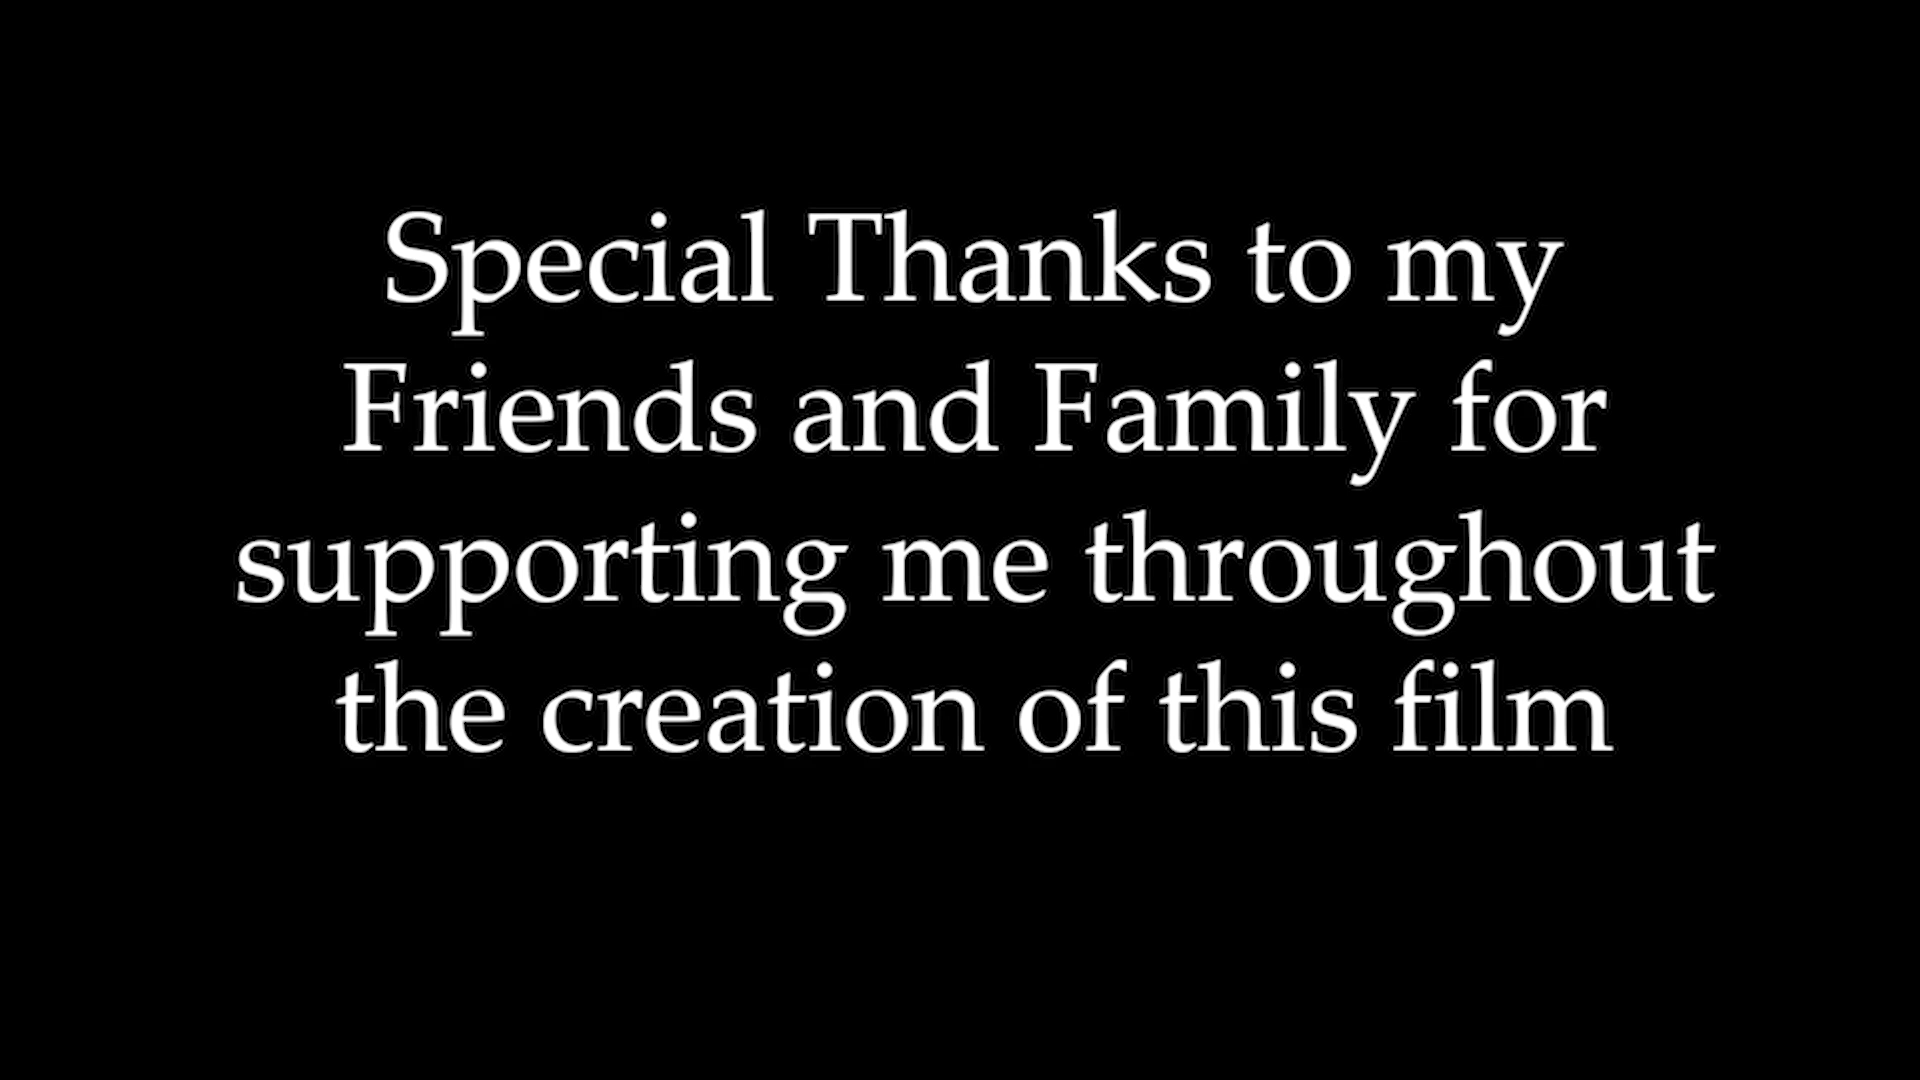 Special Thanks to my
Friends and Family for
supporting me throughout
the creation of this film